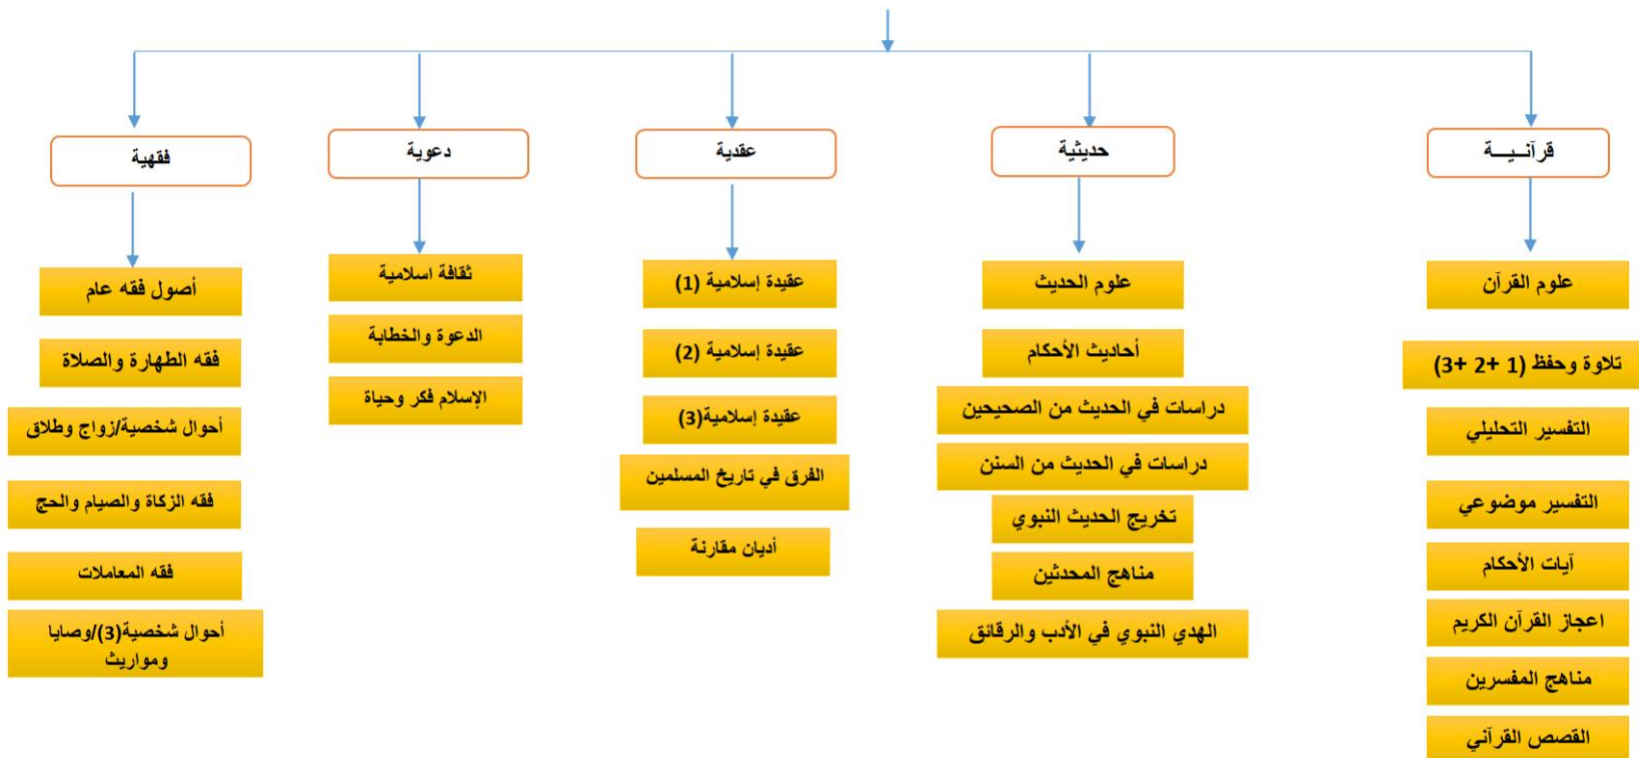 قرآنــيـــة
علوم القرآن
تلاوة وحفظ (1 +2 +3)
التفسير التحليلي
التفسير موضوعي
آيات الأحكام
اعجاز القرآن الكريم
مناهج المفسرين
القصص القرآني
حديثية
علوم الحديث
أحاديث الأحكام
دراسات في الحديث من الصحيحين
دراسات في الحديث من السنن
تخريج الحديث النبوي
مناهج المحدثين
الهدي النبوي في الأدب والرقائق
عقدية
عقيدة إسلامية (1)
عقيدة إسلامية (2)
عقيدة إسلامية(3)
الفرق في تاريخ المسلمين
أديان مقارنة
دعوية
ثقافة اسلامية
الدعوة والخطابة
الإسلام فكر وحياة
فقهية
أصول فقه عام
فقه الطهارة والصلاة
أحوال شخصية/زواج وطلاق
فقه الزكاة والصيام والحج
فقه المعاملات
أحوال شخصية(3)/وصايا
ومواريث